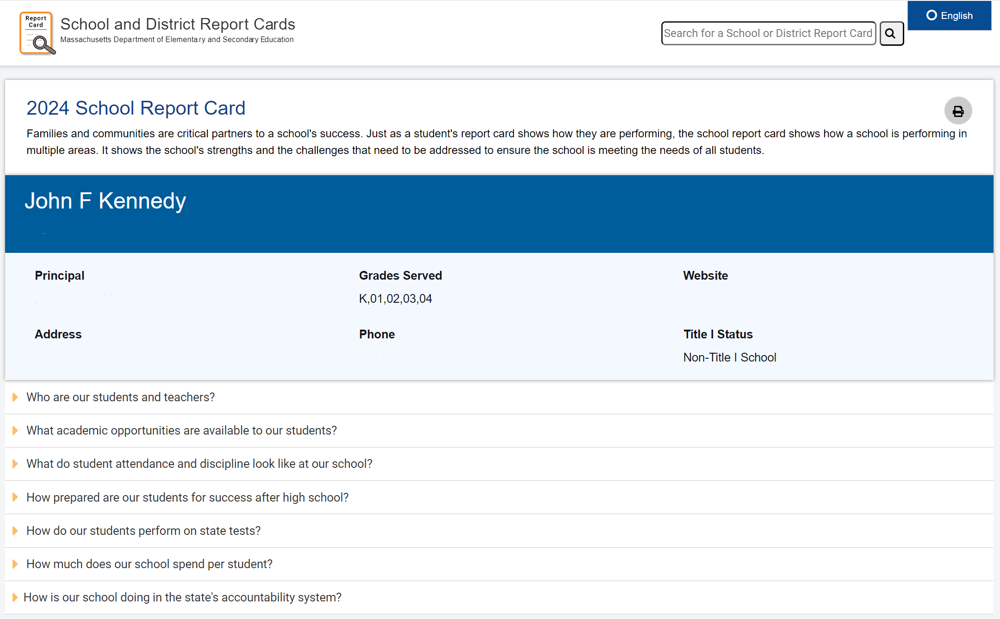 Report
Card
School and District Report Cards
Massachusetts Department of Elementary and Secondary Education
Search for a School or District Report Card
English
2024 School Report Card
Families and communities are critical partners to a school's success. Just as a student's report card shows how they are performing, the school report card shows how a school is performing in
multiple areas. It shows the school's strengths and the challenges that need to be addressed to ensure the school is meeting the needs of all students.
John F Kennedy
Principal
Grades Served
K,01,02,03,04
Website
Address
Phone
Title I Status
Non-Title I School
Who are our students and teachers?
What academic opportunities are available to our students?
What do student attendance and discipline look like at our school?
How prepared are our students for success after high school?
How do our students perform on state tests?
How much does our school spend per student?
How is our school doing in the state's accountability system?